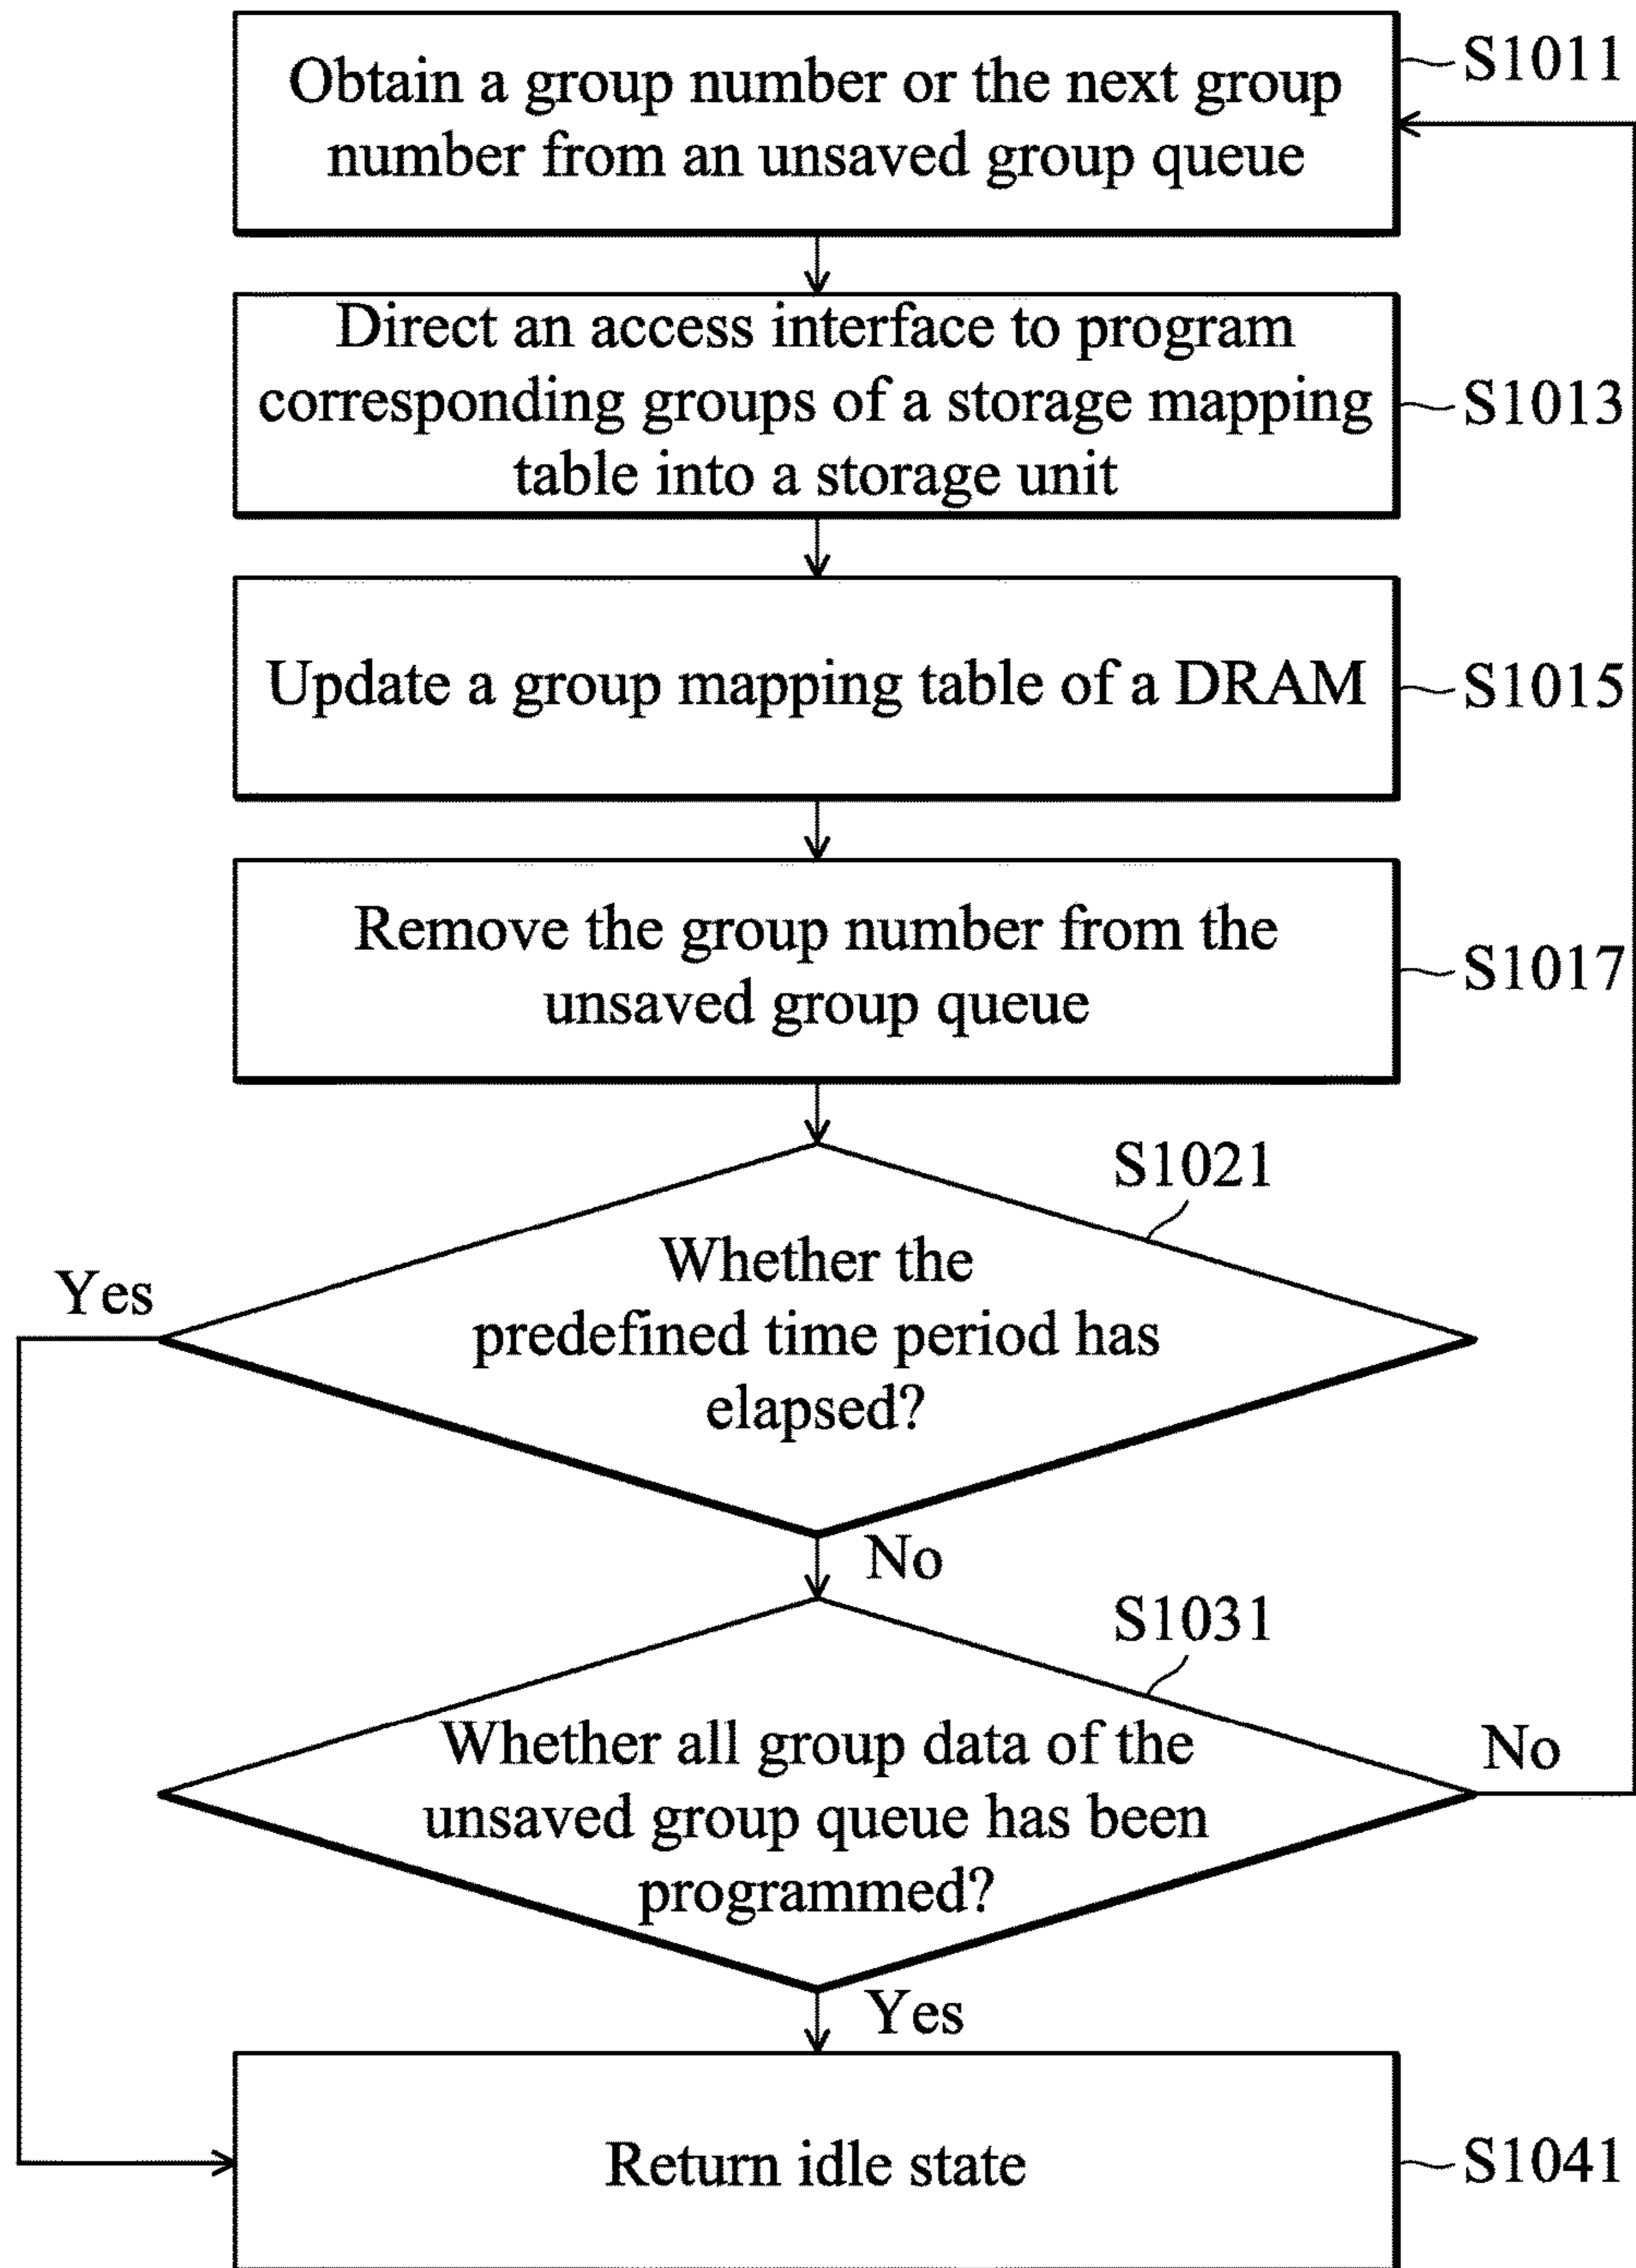 Obtain a group number or the next group
number from an unsaved group queue
S1011
Direct an access interface to program
corresponding groups of a storage mapping
table into a storage unit
S1013
Update a group mapping table of a DRAM
S1015
Remove the group number from the
unsaved group queue
S1017
S1021
Whether the
predefined time period has
elapsed?
Yes
No
S1031
Whether all group data of the
unsaved group queue has been
programmed?
No
Yes
Return idle state
S1041